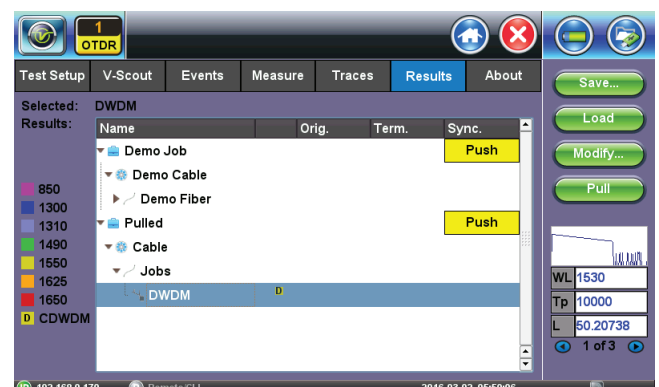 1
OTDR
Test Setup V-Scout Events Measure Traces Results About
Selected: DWDM
Results:
Name Orig. Term. Sync.
Demo Job Push
Demo Cable
Demo Fiber
Pulled Push
Cable
Jobs
DWDM D
850
1300
1310
1490
1550
1625
1650
D CDWDM
Save...
Load
Modify...
Pull
WL 1530
Tp 10000
L 50.20738
1 of 3